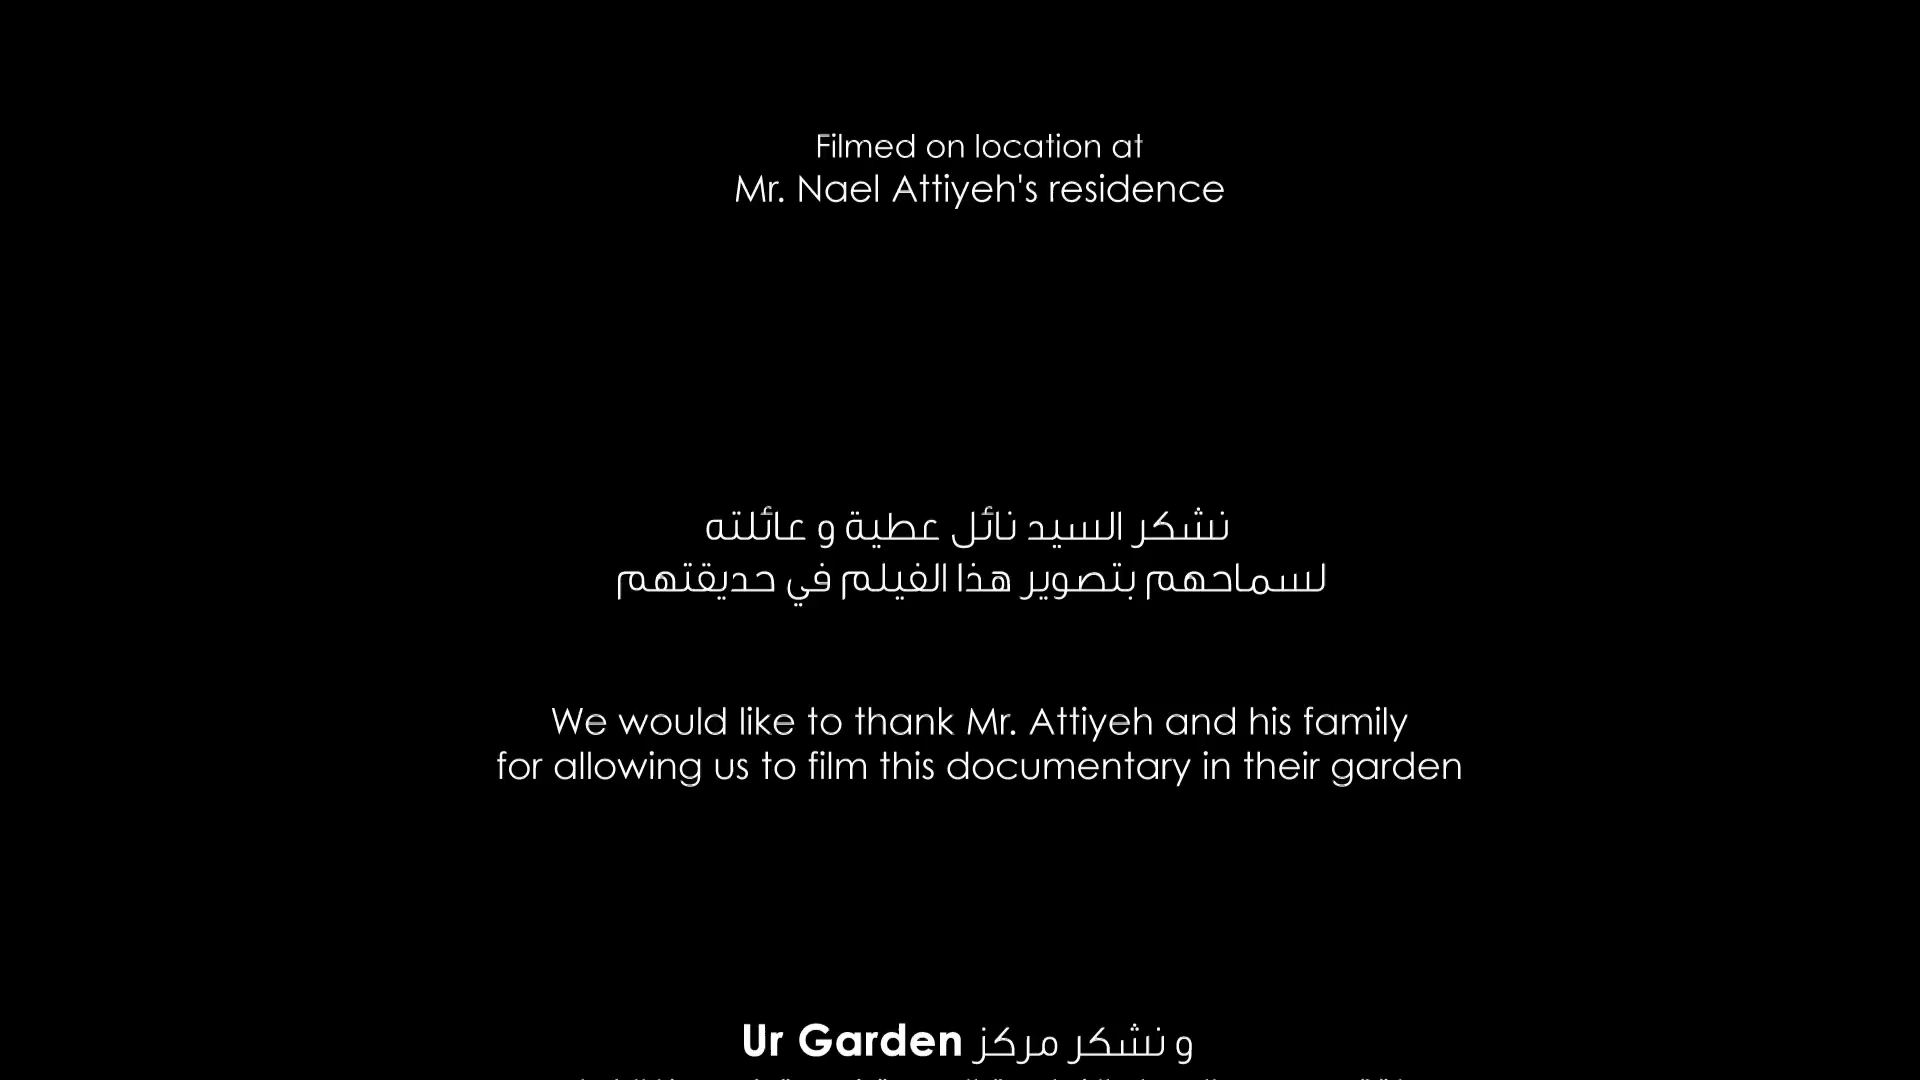 Filmed on location at
Mr. Nael Attiyeh's residence
نشكر السيد نائل عطية و عائلته
لسماحهم بتصوير هذا الفيلم في حديقتهم
We would like to thank Mr. Attiyeh and his family
for allowing us to film this documentary in their garden
و نشكر مركز Ur Garden